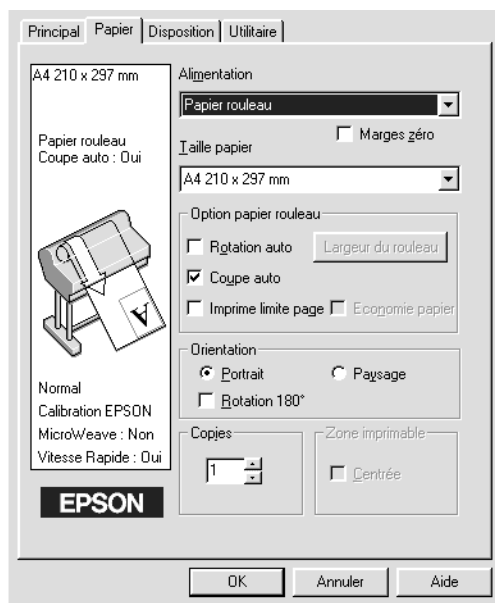 Principal Papier Disposition Utilitaire
A4 210 x 297 mm
Papier rouleau
Coupe auto : Oui
A
Normal
Calibration EPSON
MicroWeave : Non
Vitesse Rapide : Oui
EPSON
Alimentation
Papier rouleau
Marges zéro
Taille papier
A4 210 x 297 mm
Option papier rouleau
Rotation auto Largeur du rouleau
Coupe auto
Imprime limite page Economie papier
Orientation
Portrait Paysage
Rotation 180°
Copies
1
Zone imprimable
Centrée
OK Annuler Aide